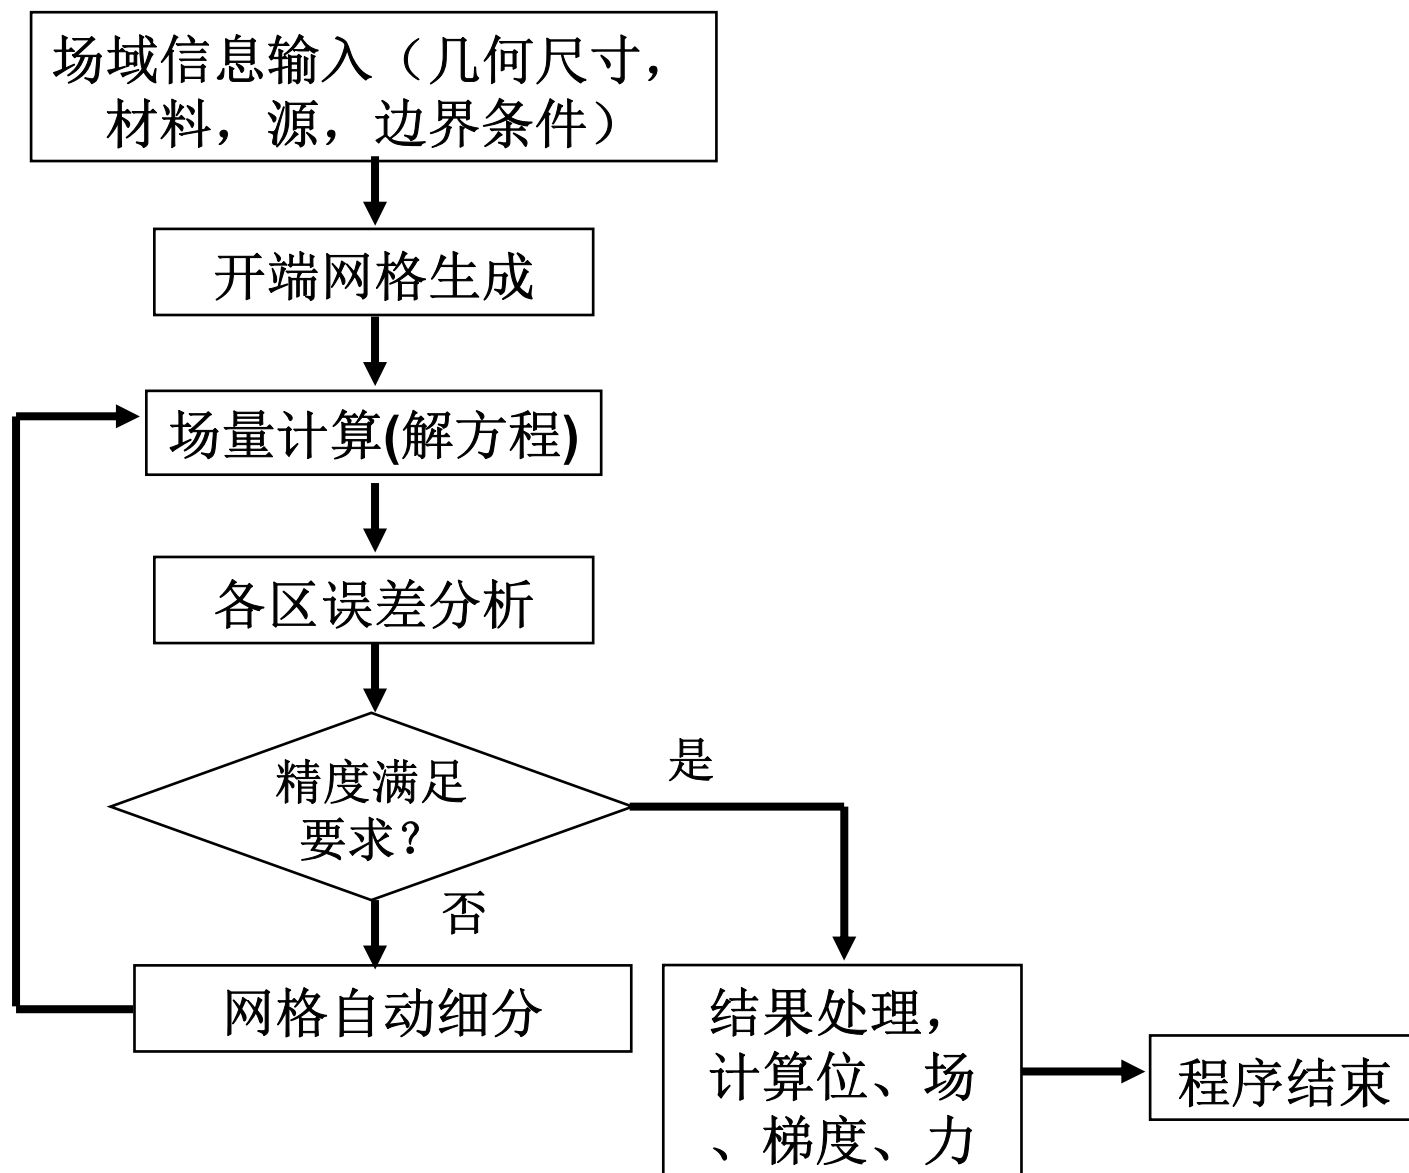 场域信息输入（几何尺寸，
材料，源，边界条件）
开端网格生成
场量计算(解方程)
各区误差分析
精度满足
要求？
是
否
网格自动细分
结果处理，
计算位、场
、梯度、力
程序结束